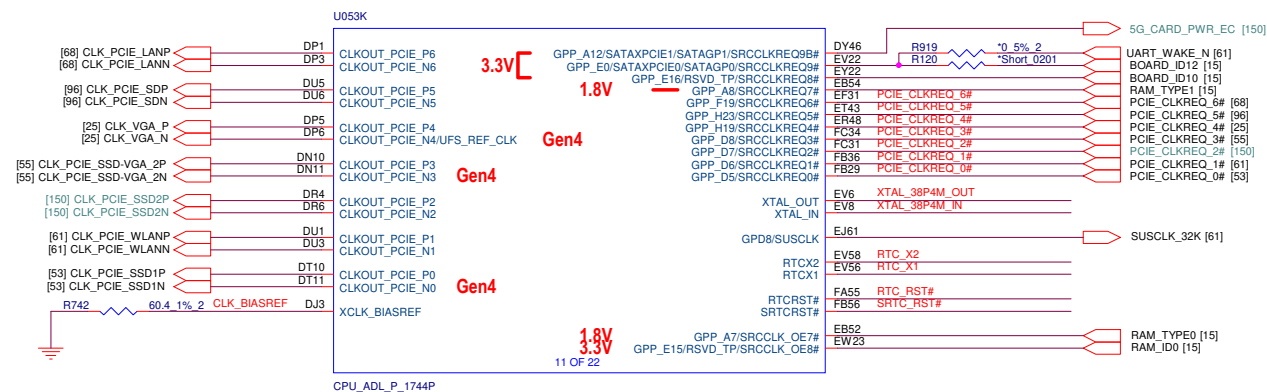 U053K
[68] CLK_PCIE_LANP DP1 CLKOUT_PCIE_P6
[68] CLK_PCIE_LANN DP3 CLKOUT_PCIE_N6
[96] CLK_PCIE_SDP DU5 CLKOUT_PCIE_P5
[96] CLK_PCIE_SDN DU6 CLKOUT_PCIE_N5
[25] CLK_VGA_P DP5 CLKOUT_PCIE_P4
[25] CLK_VGA_N DP6 CLKOUT_PCIE_N4/UFS_REF_CLK Gen4
[55] CLK_PCIE_SSD-VGA_2P DN10 CLKOUT_PCIE_P3
[55] CLK_PCIE_SSD-VGA_2N DN11 CLKOUT_PCIE_N3 Gen4
[150] CLK_PCIE_SSD2P DR4 CLKOUT_PCIE_P2
[150] CLK_PCIE_SSD2N DR6 CLKOUT_PCIE_N2
[61] CLK_PCIE_WLANP DU1 CLKOUT_PCIE_P1
[61] CLK_PCIE_WLANN DU3 CLKOUT_PCIE_N1
[53] CLK_PCIE_SSD1P DT10 CLKOUT_PCIE_P0
[53] CLK_PCIE_SSD1N DT11 CLKOUT_PCIE_N0 Gen4
R742 60.4_1%_2 CLK_BIASREF DJ3 XCLK_BIASREF
5G_CARD_PWR_EC [150]
3.3V
GPP_A12/SATAXPCIE1/SATAGP1/SRCCLKREQ9B# DY46 R919 *0_5%_2 UART_WAKE_N [61]
GPP_E0/SATAXPCIE0/SATAGP0/SRCCLKREQ9# EV22 R120 *Short_0201 BOARD_ID12 [15]
GPP_E16/RSVD_TP/SRCCLKREQ8# EY22 BOARD_ID10 [15]
1.8V GPP_A8/SRCCLKREQ7# EB54 RAM_TYPE1 [15]
GPP_F19/SRCCLKREQ6# EF31 PCIE_CLKREQ_6# PCIE_CLKREQ_6# [68]
GPP_H23/SRCCLKREQ5# ET43 PCIE_CLKREQ_5# PCIE_CLKREQ_5# [96]
GPP_H19/SRCCLKREQ4# ER48 PCIE_CLKREQ_4# PCIE_CLKREQ_4# [25]
GPP_D8/SRCCLKREQ3# FC34 PCIE_CLKREQ_3# PCIE_CLKREQ_3# [55]
GPP_D7/SRCCLKREQ2# FC31 PCIE_CLKREQ_2# PCIE_CLKREQ_2# [150]
GPP_D6/SRCCLKREQ1# FB36 PCIE_CLKREQ_1# PCIE_CLKREQ_1# [61]
GPP_D5/SRCCLKREQ0# FB29 PCIE_CLKREQ_0# PCIE_CLKREQ_0# [53]
XTAL_OUT EV6 XTAL_38P4M_OUT
XTAL_IN EV8 XTAL_38P4M_IN
GPD8/SUSCLK EJ61 SUSCLK_32K [61]
RTCX2 EV58 RTC_X2
RTCX1 EV56 RTC_X1
RTCRST# FA55 RTC_RST#
SRTCRST# FB56 SRTC_RST#
1.8V GPP_A7/SRCCLK_OE7# EB52 RAM_TYPE0 [15]
3.3V GPP_E15/RSVD_TP/SRCCLK_OE8# EW23 RAM_ID0 [15]
11 OF 22
CPU_ADL_P_1744P